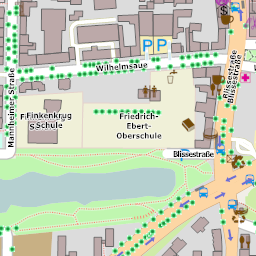 P P
Wilhelmsaue
Mannheimer Straße
Blissestraße
Blissestraße
Finkenkrug
Schule
Friedrich-
Ebert-
Oberschule
Blissestraße